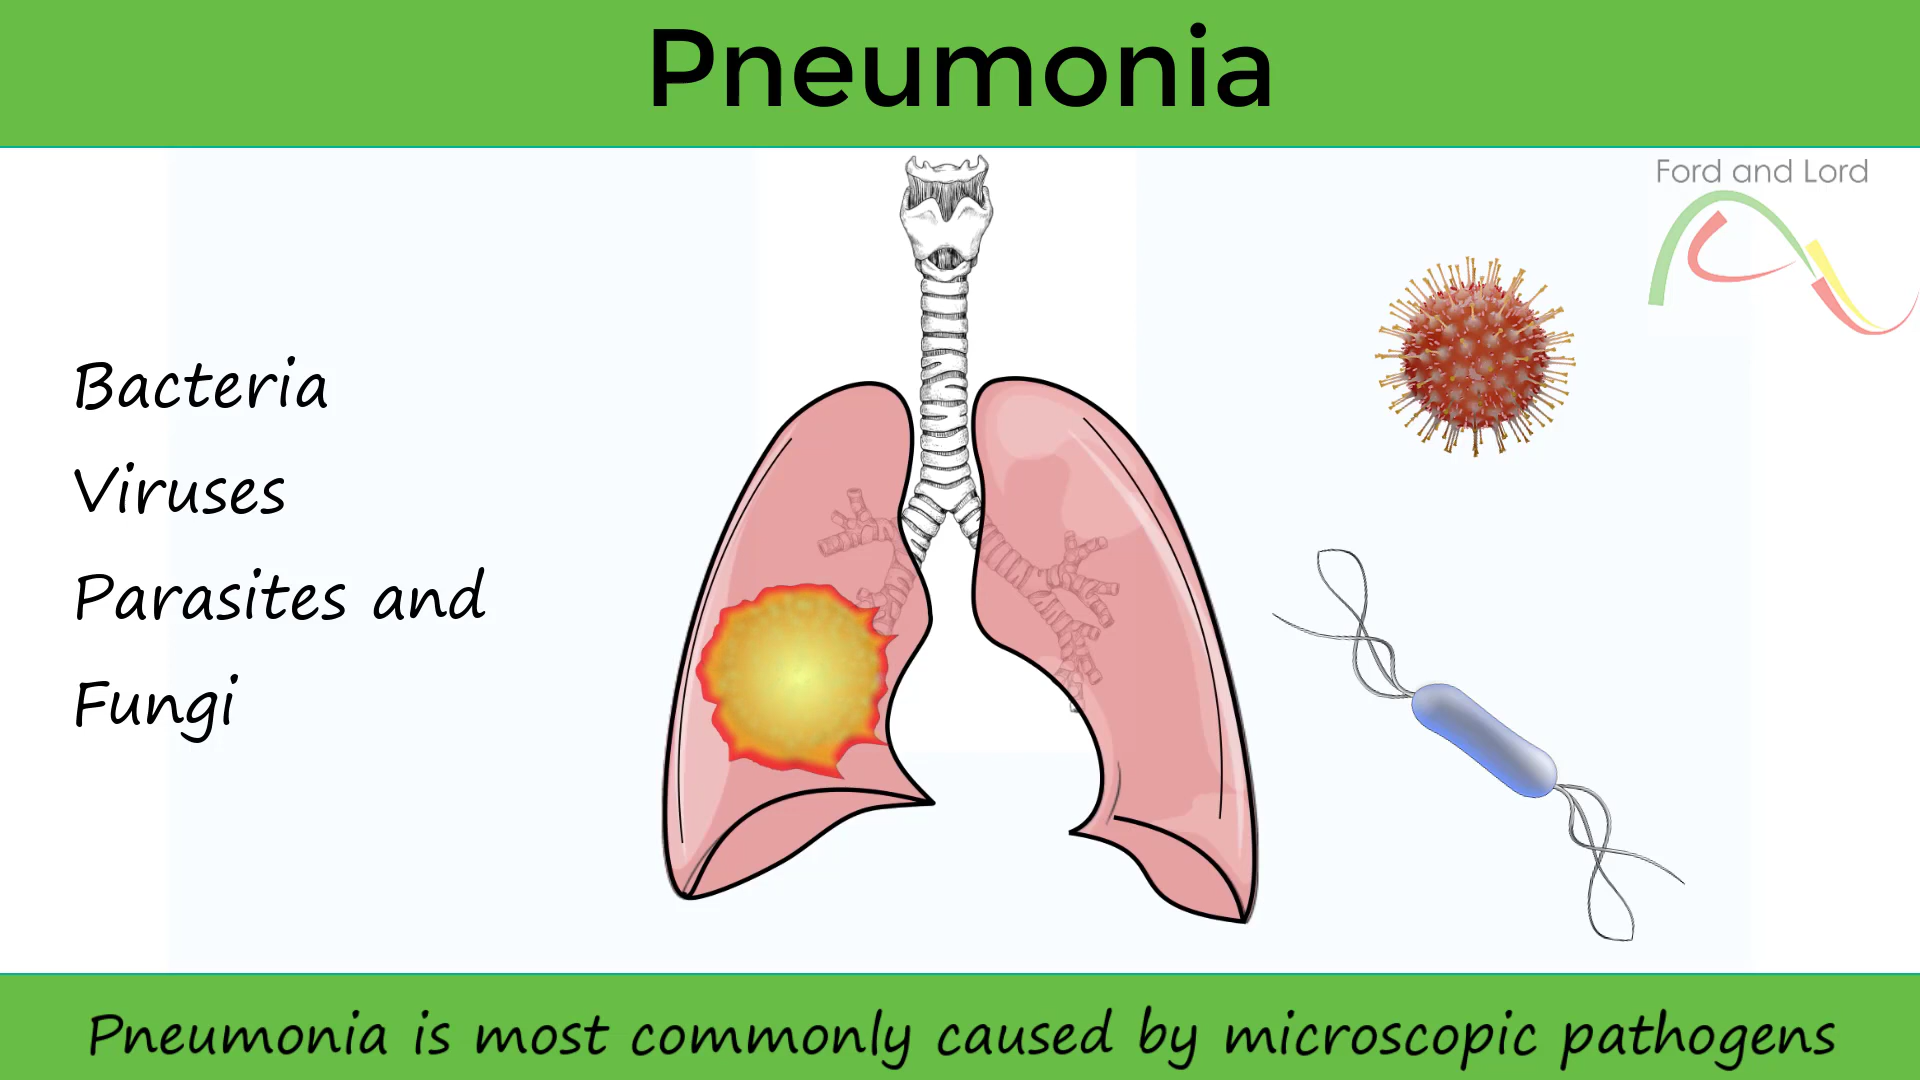 Pneumonia
Ford and Lord
Bacteria
Viruses
Parasites and
Fungi
Pneumonia is most commonly caused by microscopic pathogens